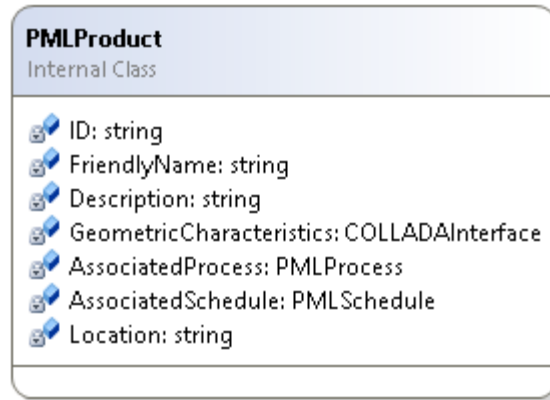 PMLProduct
Internal Class
ID: string
FriendlyName: string
Description: string
GeometricCharacteristics: COLLADAInterface
AssociatedProcess: PMLProcess
AssociatedSchedule: PMLSchedule
Location: string